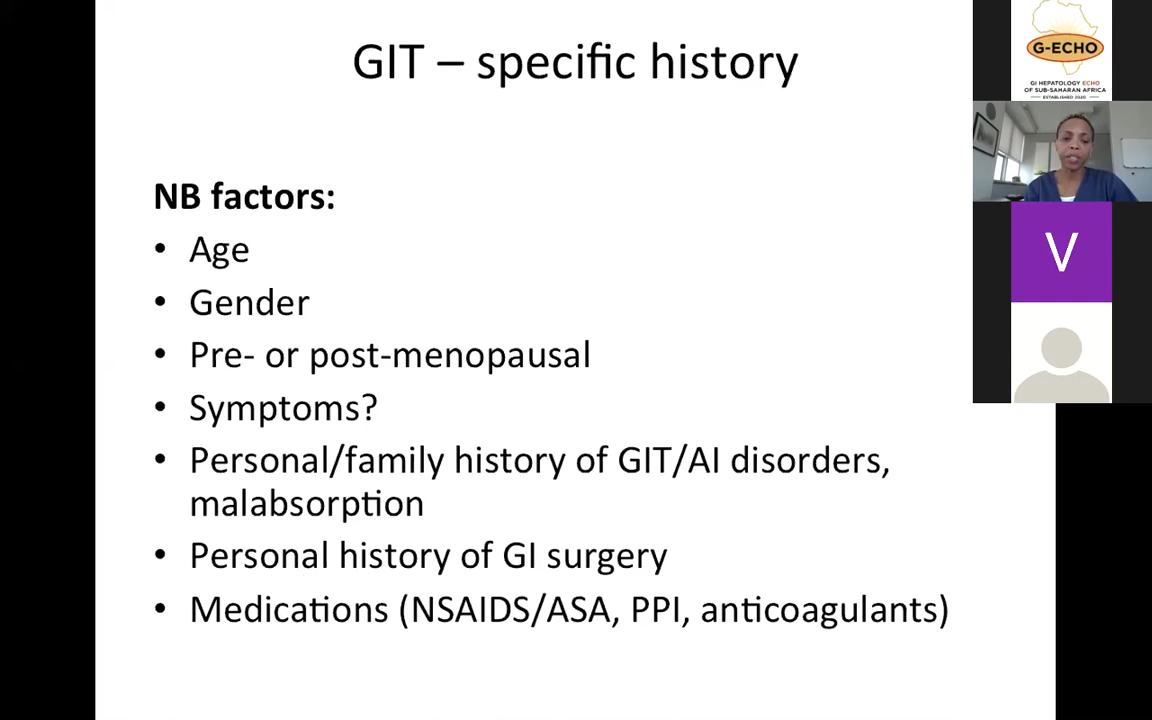 GIT – specific history
NB factors:
• Age
• Gender
• Pre- or post-menopausal
• Symptoms?
• Personal/family history of GIT/AI disorders,
malabsorption
• Personal history of GI surgery
• Medications (NSAIDS/ASA, PPI, anticoagulants)
G-ECHO
GI HEPATOLOGY ECHO
OF SUB-SAHARAN AFRICA
ESTABLISHED 2020
V